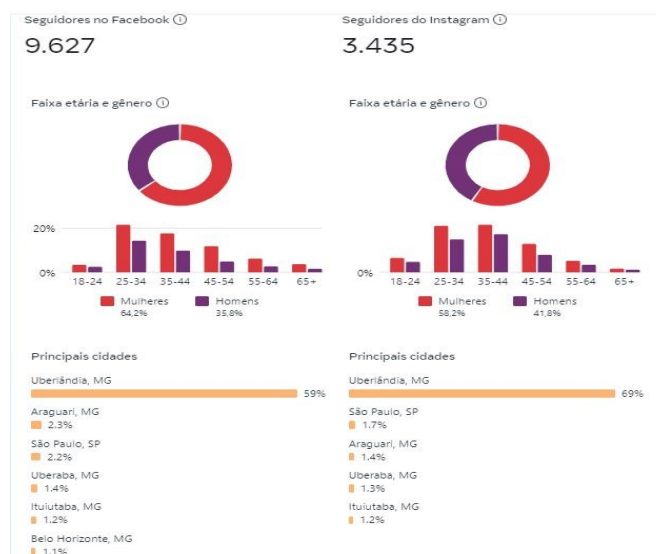 Seguidores no Facebook
9.627
Faixa etária e gênero
20%
0%
18-24 25-34 35-44 45-54 55-64 65+
Mulheres
64,2%
Homens
35,8%
Principais cidades
Uberlândia, MG
59%
Araguari, MG
2.3%
São Paulo, SP
2.2%
Uberaba, MG
1.4%
Ituiutaba, MG
1.2%
Belo Horizonte, MG
1.1%
Seguidores do Instagram
3.435
Faixa etária e gênero
0%
18-24 25-34 35-44 45-54 55-64 65+
Mulheres
58,2%
Homens
41,8%
Principais cidades
Uberlândia, MG
69%
São Paulo, SP
1.7%
Araguari, MG
1.4%
Uberaba, MG
1.3%
Ituiutaba, MG
1.2%